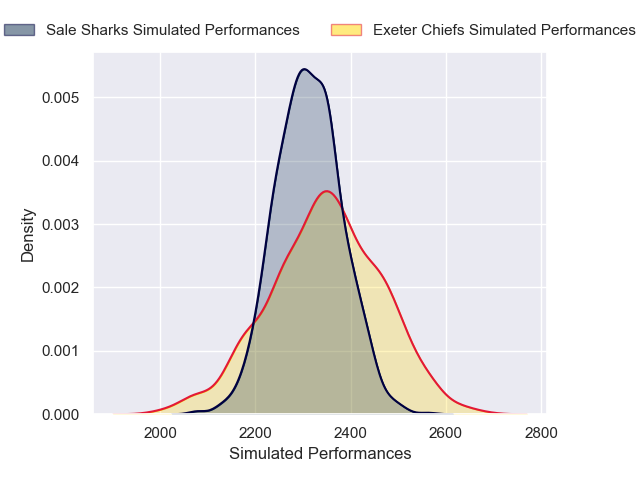 Sale Sharks Simulated Performances Exeter Chiefs Simulated Performances
0.005
0.004
0.003
0.002
0.001
0.000
Density
2000 2200 2400 2600 2800
Simulated Performances